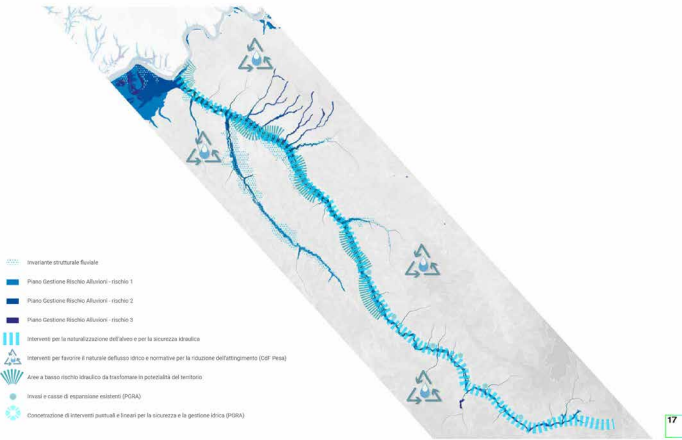 Invariante strutturale fluviale
Piano Gestione Rischio Alluvioni - rischio 1
Piano Gestione Rischio Alluvioni - rischio 2
Piano Gestione Rischio Alluvioni - rischio 3
Interventi per la naturalizzazione dell'alveo e per la sicurezza idraulica
Interventi per favorire il naturale deflusso idrico e normative per la riduzione dell'attingimento (CdF Pesa)
Aree a basso rischio idraulico da trasformare in potezialità del territorio
Invasi e casse di espansione esistenti (PGRA)
Concentrazione di interventi puntuali e lineari per la sicurezza e la gestione idrica (PGRA)
17